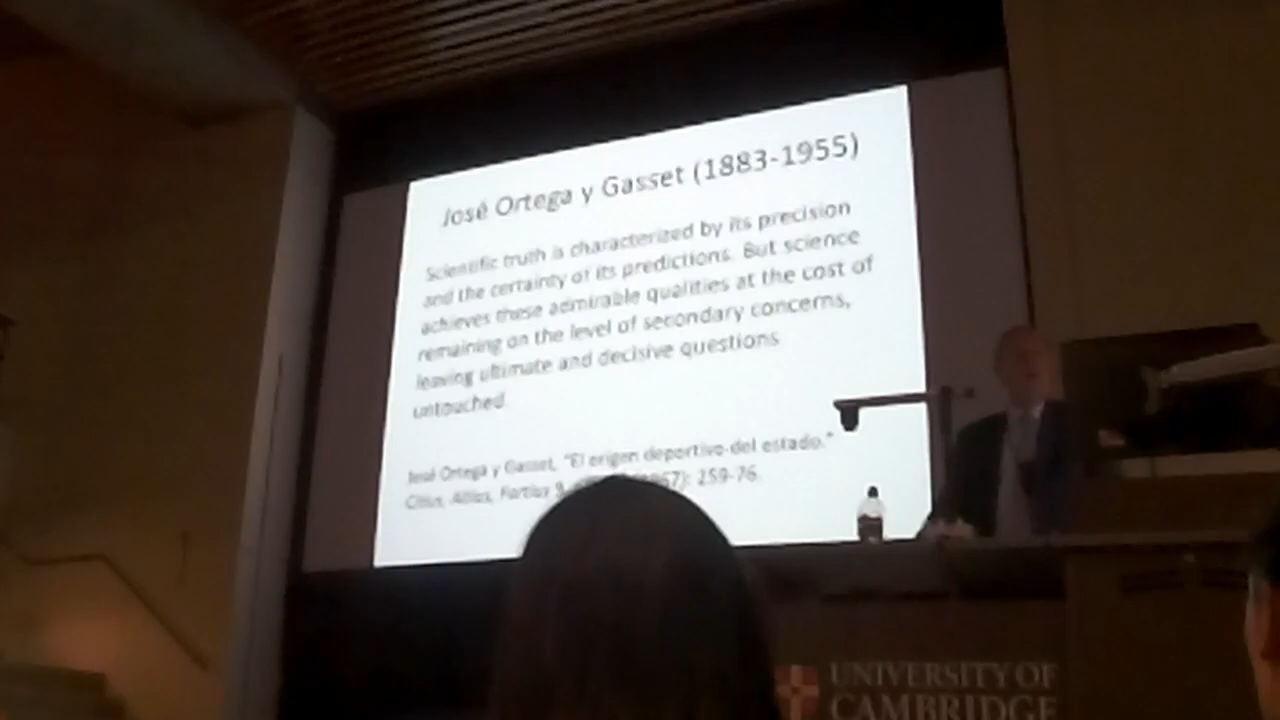 José Ortega y Gasset (1883-1955)
Scientific truth is characterized by its precision
and the certainty of its predictions. But science
achieves these admirable qualities at the cost of
remaining on the level of secondary concerns,
leaving ultimate and decisive questions
untouched.
José Ortega y Gasset, "El origen deportivo del estado."
Citius, Altius, Fortius 9, 67): 259-76.
UNIVERSITY OF
CAMBRIDGE